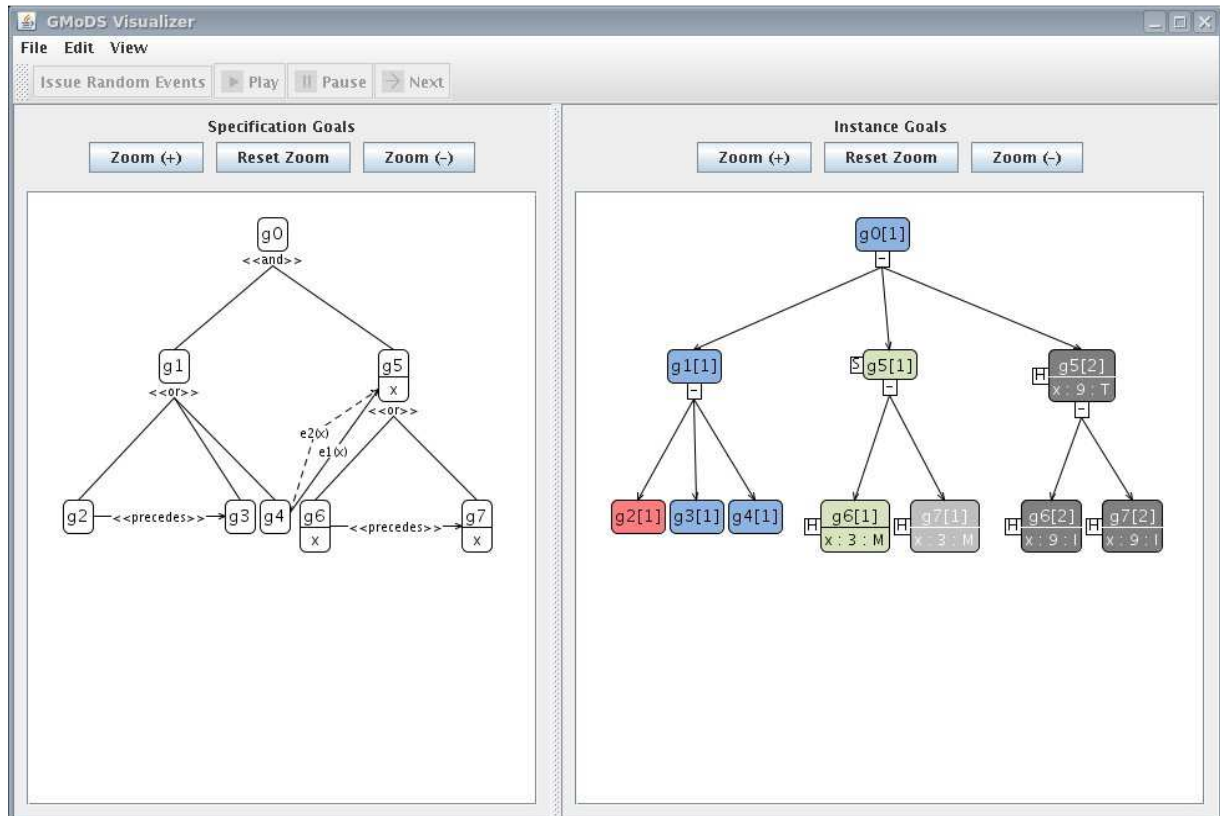 GMoDS Visualizer
File Edit View
Issue Random Events Play Pause Next
Specification Goals
Zoom (+) Reset Zoom Zoom (-)
g0
<<and>>
g1
<<or>>
g5
x
<<or>>
e2(x)
e1(x)
g2 <<precedes>> g3 g4
g6 <<precedes>> g7
x x
Instance Goals
Zoom (+) Reset Zoom Zoom (-)
g0[1]
-
g1[1]
-
S g5[1]
-
H g5[2]
x : 9 : T
-
g2[1] g3[1] g4[1]
H g6[1] H g7[1] H g6[2] H g7[2]
x : 3 : M x : 3 : M x : 9 : I x : 9 : I